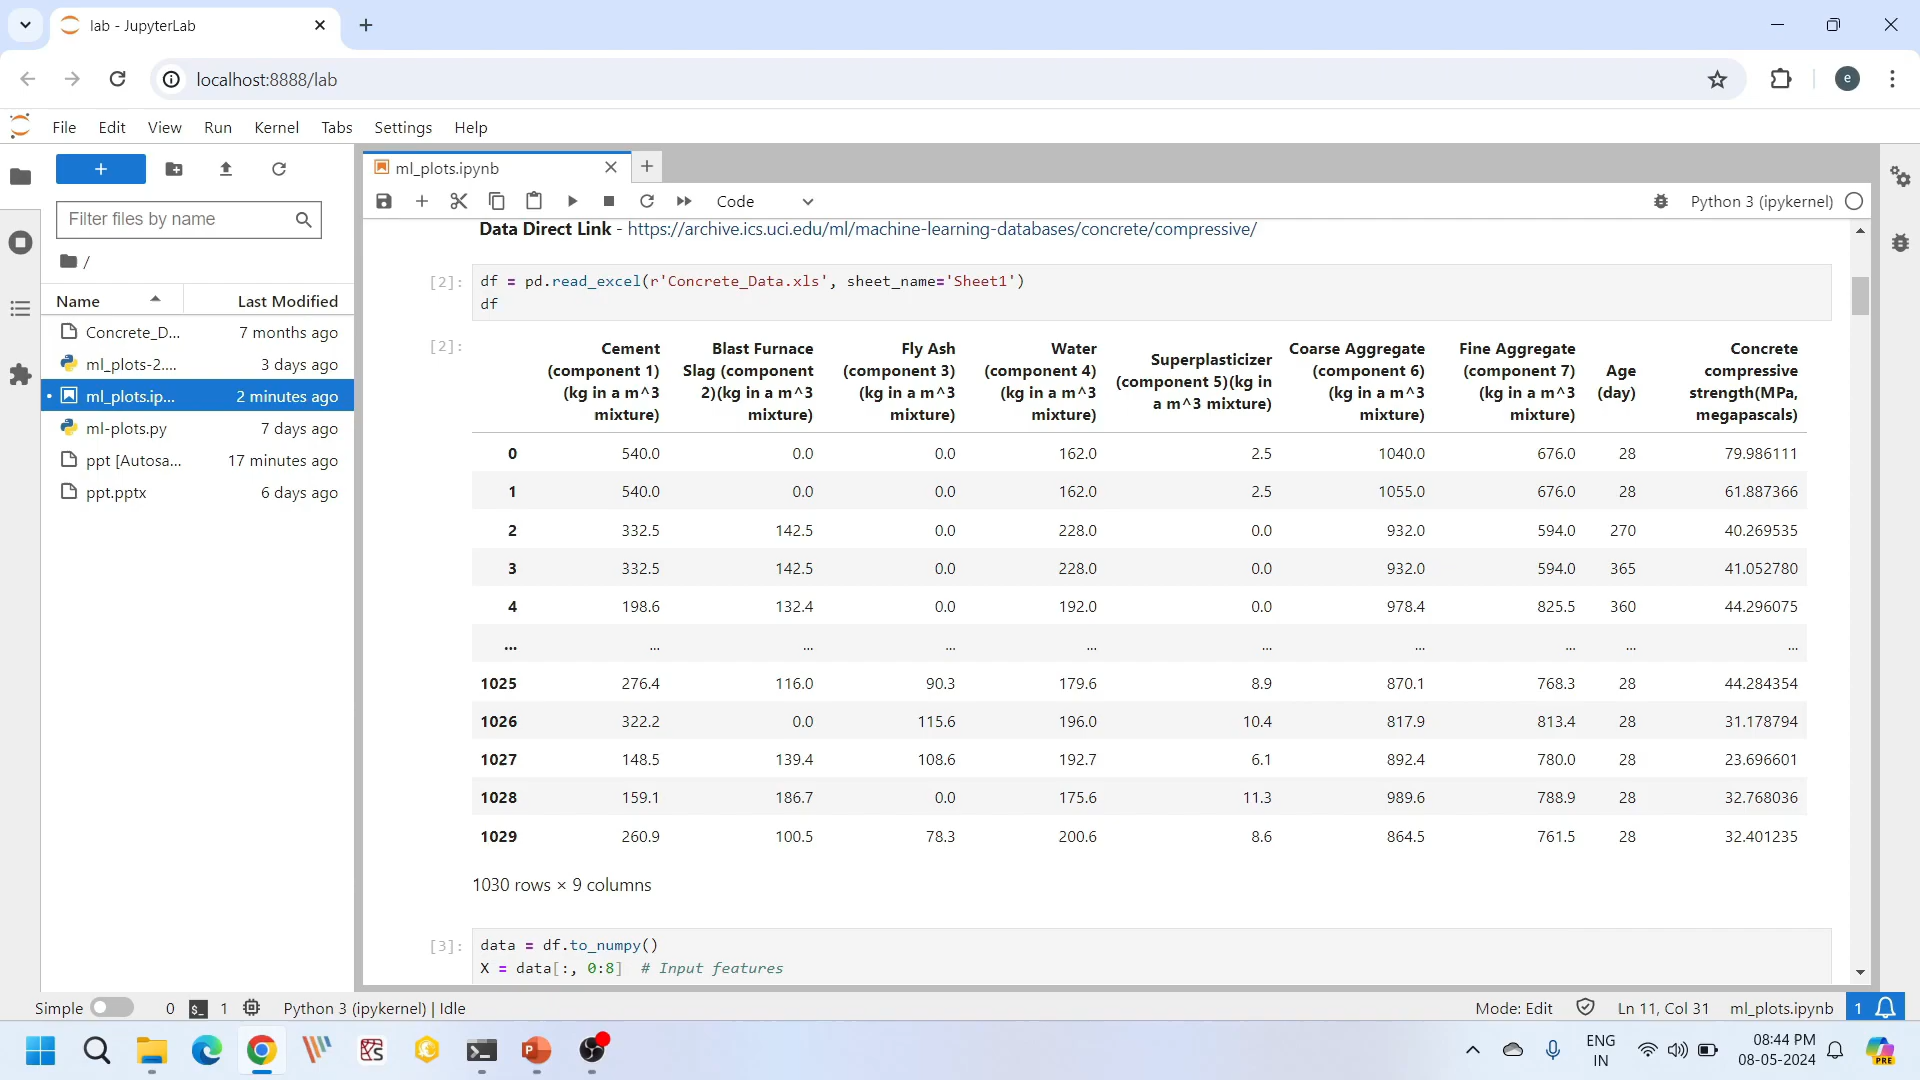 lab - JupyterLab
localhost:8888/lab
e
File Edit View Run Kernel Tabs Settings Help
+
ml_plots.ipynb
Filter files by name
Code
Python 3 (ipykernel)
/
Name Last Modified
Concrete_D... 7 months ago
ml_plots-2.... 3 days ago
ml_plots.ip... 2 minutes ago
ml-plots.py 7 days ago
ppt [Autosa... 17 minutes ago
ppt.pptx 6 days ago
Data Direct Link - https://archive.ics.uci.edu/ml/machine-learning-databases/concrete/compressive/
[2]: df = pd.read_excel(r'Concrete_Data.xls', sheet_name='Sheet1')
df
[2]:
Cement (component 1) (kg in a m^3 mixture)
Blast Furnace Slag (component 2)(kg in a m^3 mixture)
Fly Ash (component 3) (kg in a m^3 mixture)
Water (component 4) (kg in a m^3 mixture)
Superplasticizer (component 5)(kg in a m^3 mixture)
Coarse Aggregate (component 6) (kg in a m^3 mixture)
Fine Aggregate (component 7) (kg in a m^3 mixture)
Age (day)
Concrete compressive strength(MPa, megapascals)
0 540.0 0.0 0.0 162.0 2.5 1040.0 676.0 28 79.986111
1 540.0 0.0 0.0 162.0 2.5 1055.0 676.0 28 61.887366
2 332.5 142.5 0.0 228.0 0.0 932.0 594.0 270 40.269535
3 332.5 142.5 0.0 228.0 0.0 932.0 594.0 365 41.052780
4 198.6 132.4 0.0 192.0 0.0 978.4 825.5 360 44.296075
... ... ... ... ... ... ... ... ... ...
1025 276.4 116.0 90.3 179.6 8.9 870.1 768.3 28 44.284354
1026 322.2 0.0 115.6 196.0 10.4 817.9 813.4 28 31.178794
1027 148.5 139.4 108.6 192.7 6.1 892.4 780.0 28 23.696601
1028 159.1 186.7 0.0 175.6 11.3 989.6 788.9 28 32.768036
1029 260.9 100.5 78.3 200.6 8.6 864.5 761.5 28 32.401235
1030 rows × 9 columns
[3]: data = df.to_numpy()
X = data[:, 0:8] # Input features
Simple 0 $_ 1 Python 3 (ipykernel) | Idle Mode: Edit Ln 11, Col 31 ml_plots.ipynb 1
ENG
IN
08:44 PM
08-05-2024
PRE